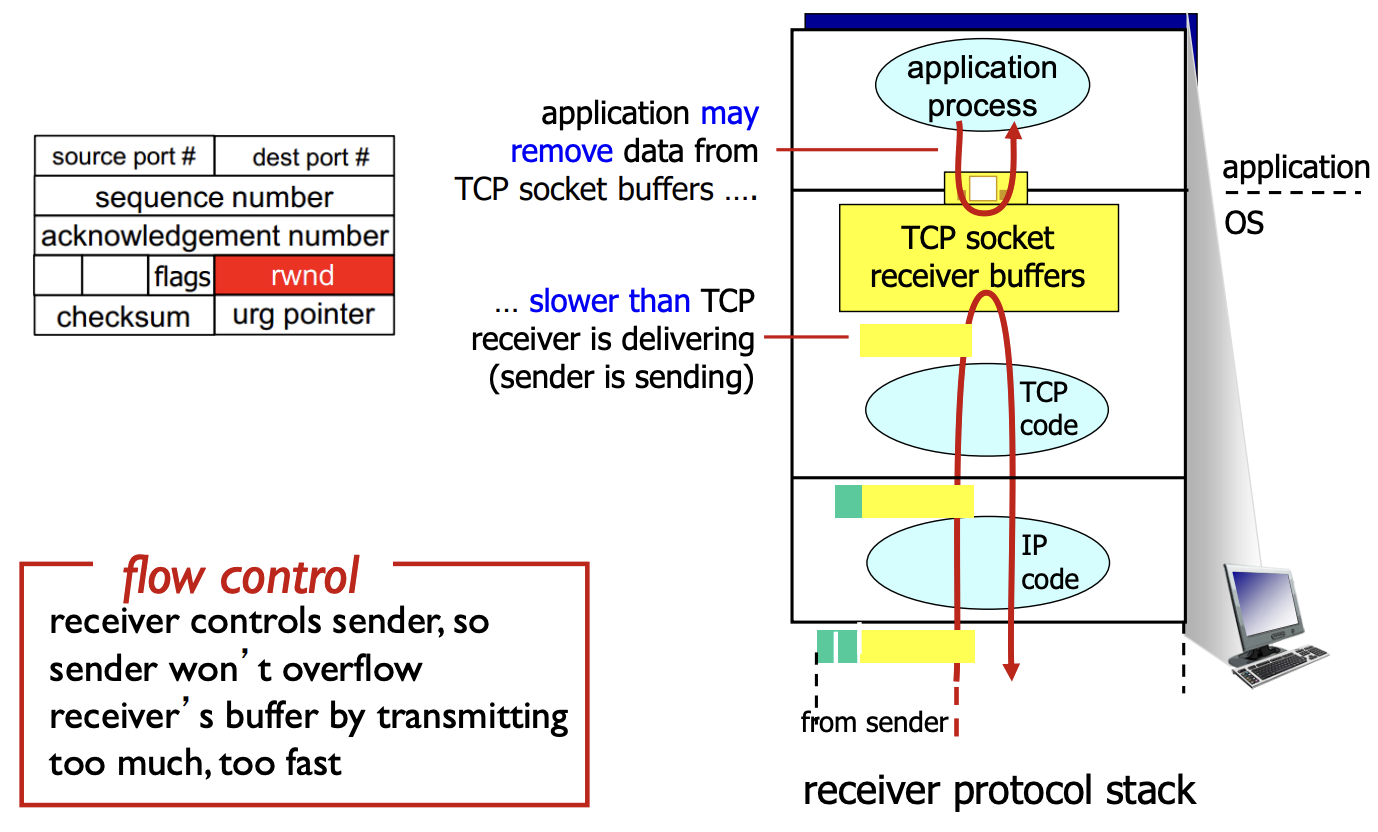 source port #
dest port #
sequence number
acknowledgement number
flags
rwnd
checksum
urg pointer
flow control
receiver controls sender, so
sender won’t overflow
receiver’s buffer by transmitting
too much, too fast
application may
remove data from
TCP socket buffers ….
… slower than TCP
receiver is delivering
(sender is sending)
application
process
TCP socket
receiver buffers
TCP
code
IP
code
from sender
application
OS
receiver protocol stack